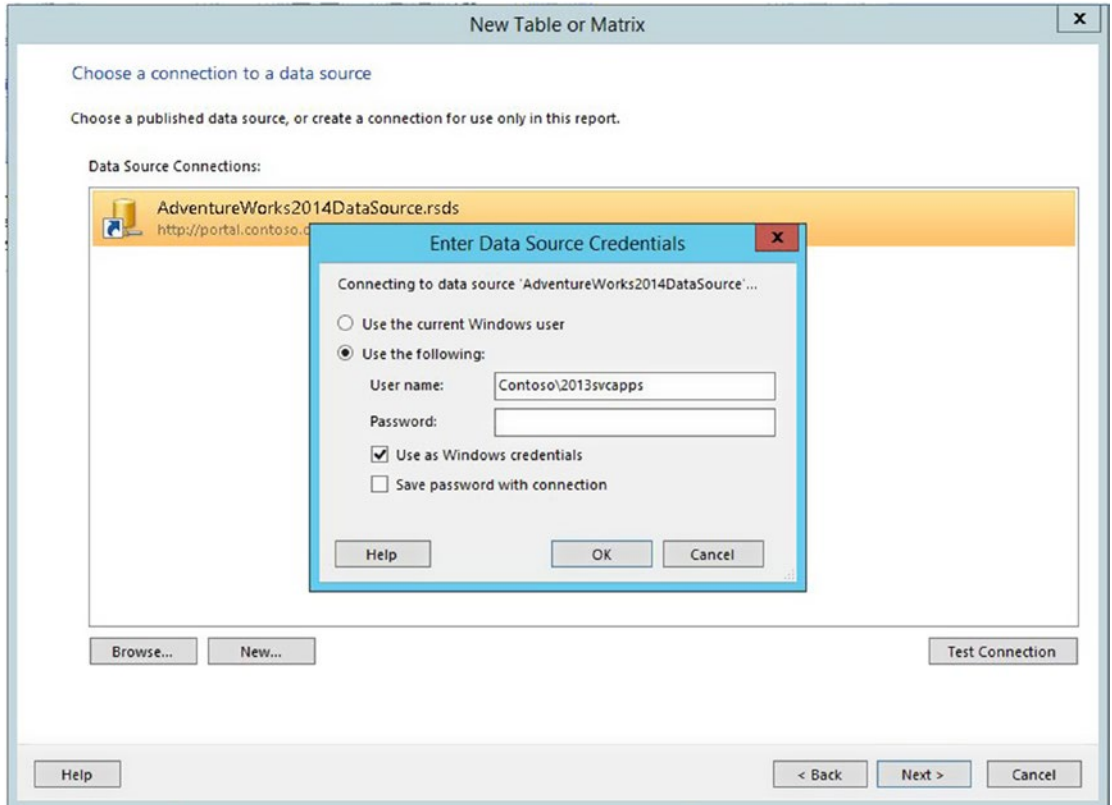 New Table or Matrix
x
Choose a connection to a data source
Choose a published data source, or create a connection for use only in this report.
Data Source Connections:
AdventureWorks2014DataSource.rsds
http://portal.contoso.c
Enter Data Source Credentials
x
Connecting to data source 'AdventureWorks2014DataSource'...
Use the current Windows user
Use the following:
User name: Contoso\2013svcapps
Password:
Use as Windows credentials
Save password with connection
Help OK Cancel
Browse... New... Test Connection
Help < Back Next > Cancel